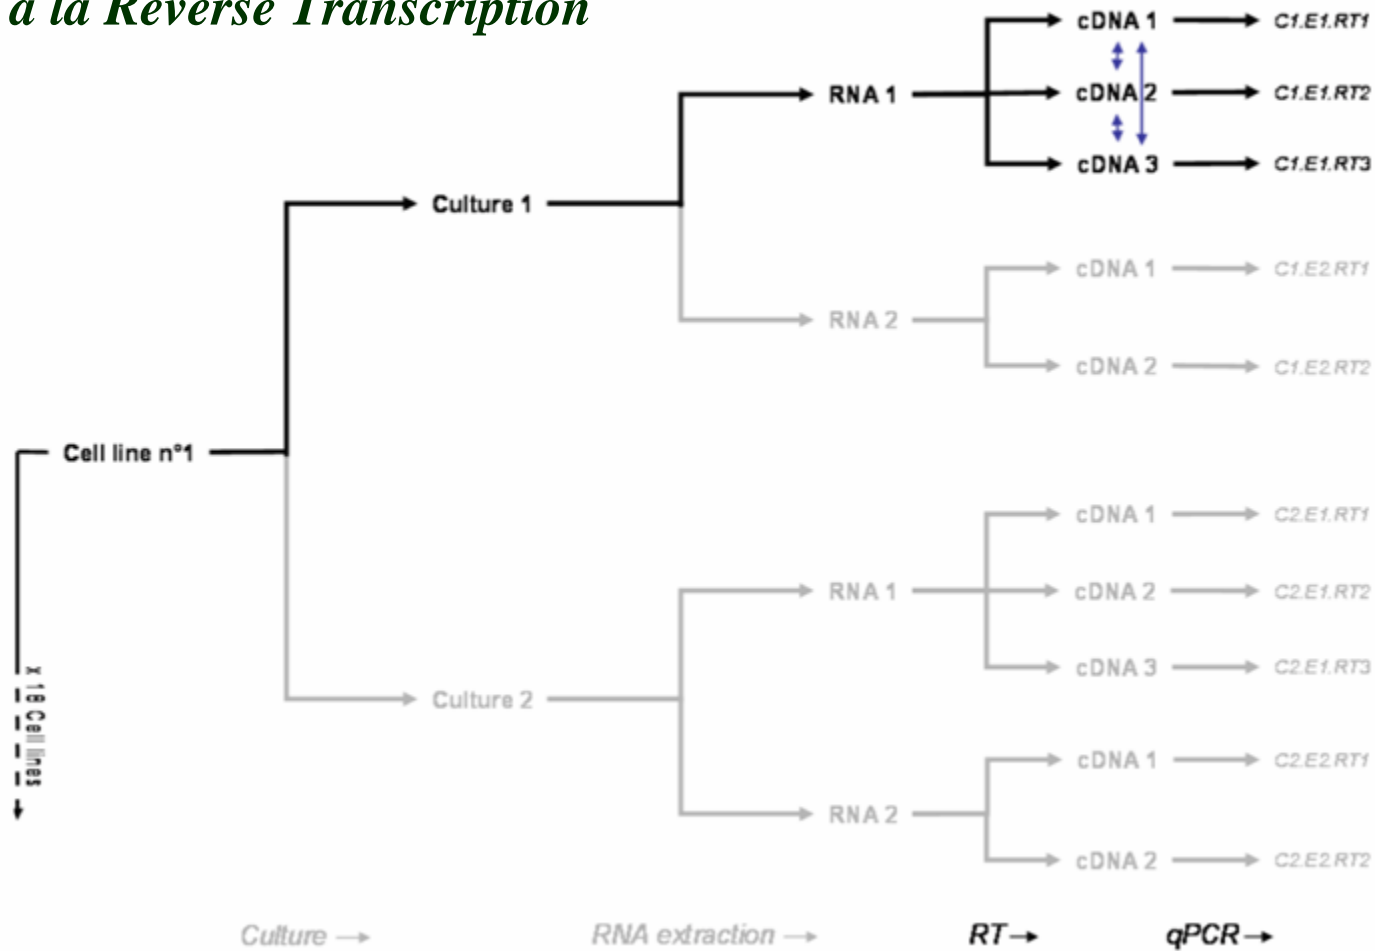 à la Reverse Transcription
cDNA 1
C1.E1.RT1
RNA 1
cDNA 2
C1.E1.RT2
cDNA 3
C1.E1.RT3
Culture 1
cDNA 1
C1.E2.RT1
RNA 2
cDNA 2
C1.E2.RT2
Cell line n°1
cDNA 1
C2.E1.RT1
RNA 1
cDNA 2
C2.E1.RT2
cDNA 3
C2.E1.RT3
x 18 Cell lines
Culture 2
cDNA 1
C2.E2.RT1
RNA 2
cDNA 2
C2.E2.RT2
Culture
RNA extraction
RT
qPCR